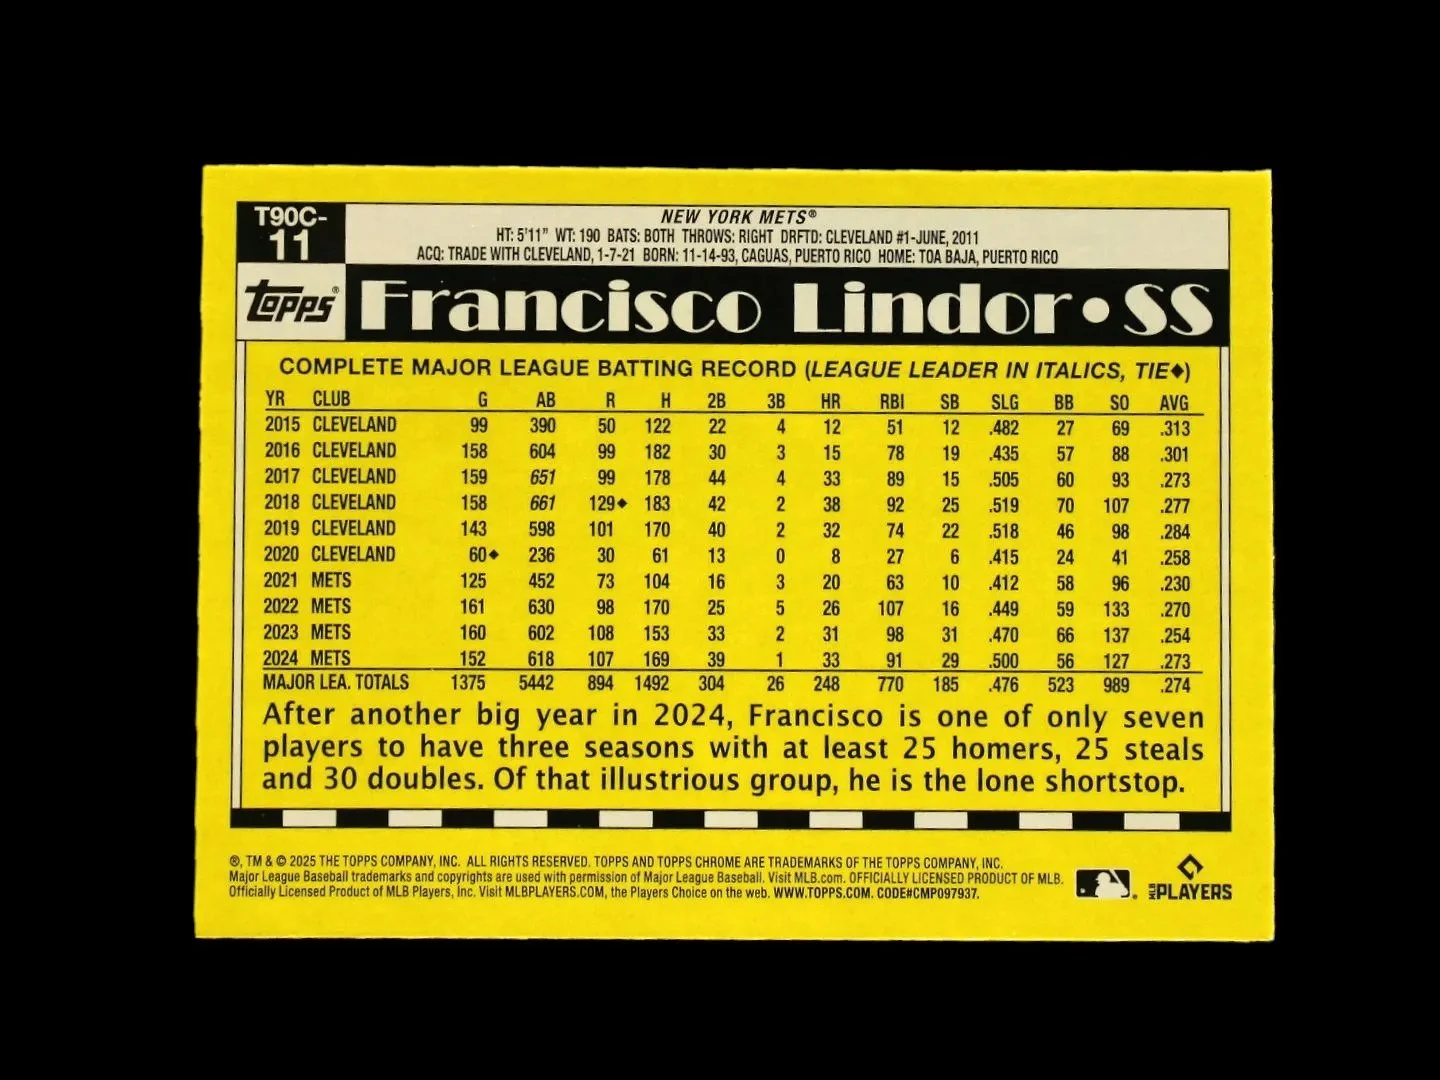 T90C-
11
NEW YORK METS®
HT: 5'11" WT: 190 BATS: BOTH THROWS: RIGHT DRFTD: CLEVELAND #1-JUNE, 2011
ACQ: TRADE WITH CLEVELAND, 1-7-21 BORN: 11-14-93, CAGUAS, PUERTO RICO HOME: TOA BAJA, PUERTO RICO
Topps®
Francisco Lindor•SS
COMPLETE MAJOR LEAGUE BATTING RECORD (LEAGUE LEADER IN ITALICS, TIE◆)
YR CLUB G AB R H 2B 3B HR RBI SB SLG BB SO AVG
2015 CLEVELAND 99 390 50 122 22 4 12 51 12 .482 27 69 .313
2016 CLEVELAND 158 604 99 182 30 3 15 78 19 .435 57 88 .301
2017 CLEVELAND 159 651 99 178 44 4 33 89 15 .505 60 93 .273
2018 CLEVELAND 158 661 129◆ 183 42 2 38 92 25 .519 70 107 .277
2019 CLEVELAND 143 598 101 170 40 2 32 74 22 .518 46 98 .284
2020 CLEVELAND 60◆ 236 30 61 13 0 8 27 6 .415 24 41 .258
2021 METS 125 452 73 104 16 3 20 63 10 .412 58 96 .230
2022 METS 161 630 98 170 25 5 26 107 16 .449 59 133 .270
2023 METS 160 602 108 153 33 2 31 98 31 .470 66 137 .254
2024 METS 152 618 107 169 39 1 33 91 29 .500 56 127 .273
MAJOR LEA. TOTALS 1375 5442 894 1492 304 26 248 770 185 .476 523 989 .274
After another big year in 2024, Francisco is one of only seven
players to have three seasons with at least 25 homers, 25 steals
and 30 doubles. Of that illustrious group, he is the lone shortstop.
®, TM & © 2025 THE TOPPS COMPANY, INC. ALL RIGHTS RESERVED. TOPPS AND TOPPS CHROME ARE TRADEMARKS OF THE TOPPS COMPANY, INC.
Major League Baseball trademarks and copyrights are used with permission of Major League Baseball. Visit MLB.com. OFFICIALLY LICENSED PRODUCT OF MLB.
Officially Licensed Product of MLB Players, Inc. Visit MLBPLAYERS.COM, the Players Choice on the web. WWW.TOPPS.COM. CODE#CMP097937.
MLB PLAYERS